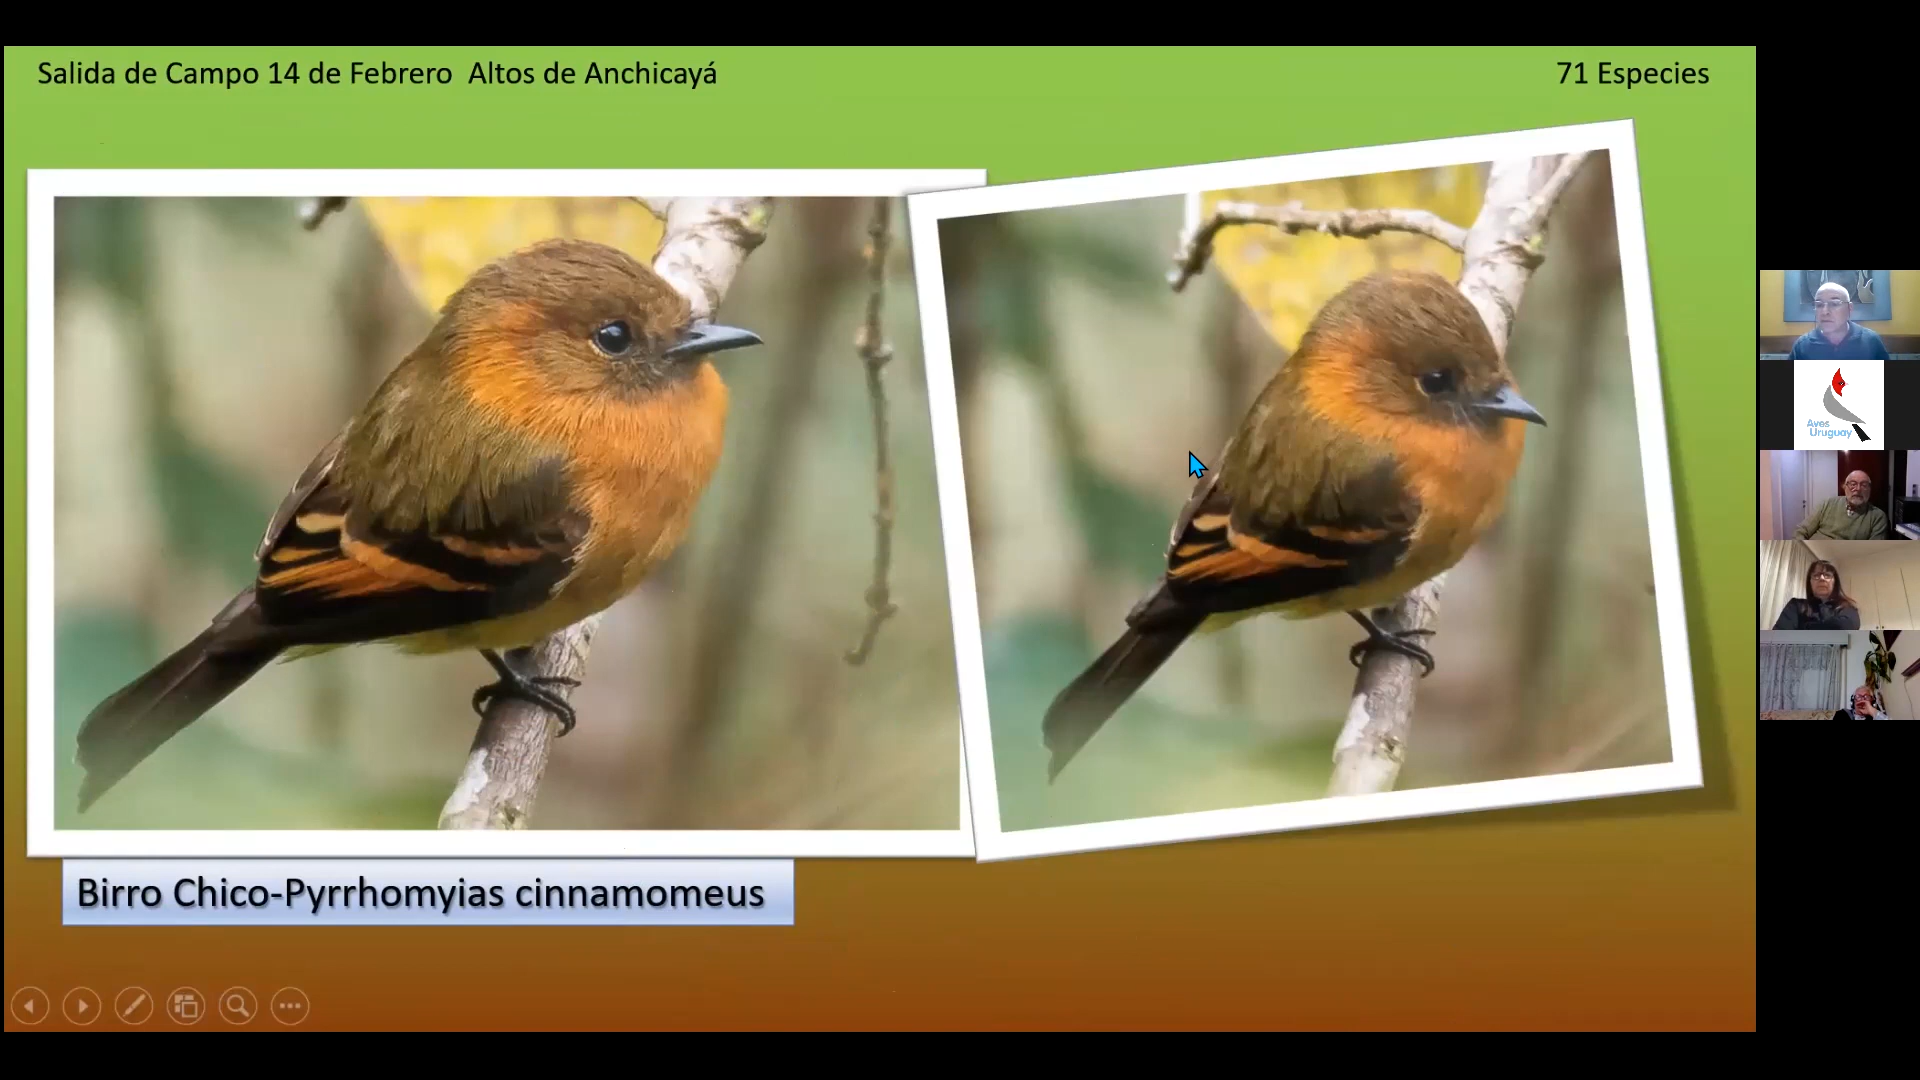 Salida de Campo 14 de Febrero  Altos de Anchicayá
71 Especies
Birro Chico-Pyrrhomyias cinnamomeus
Aves
Uruguay